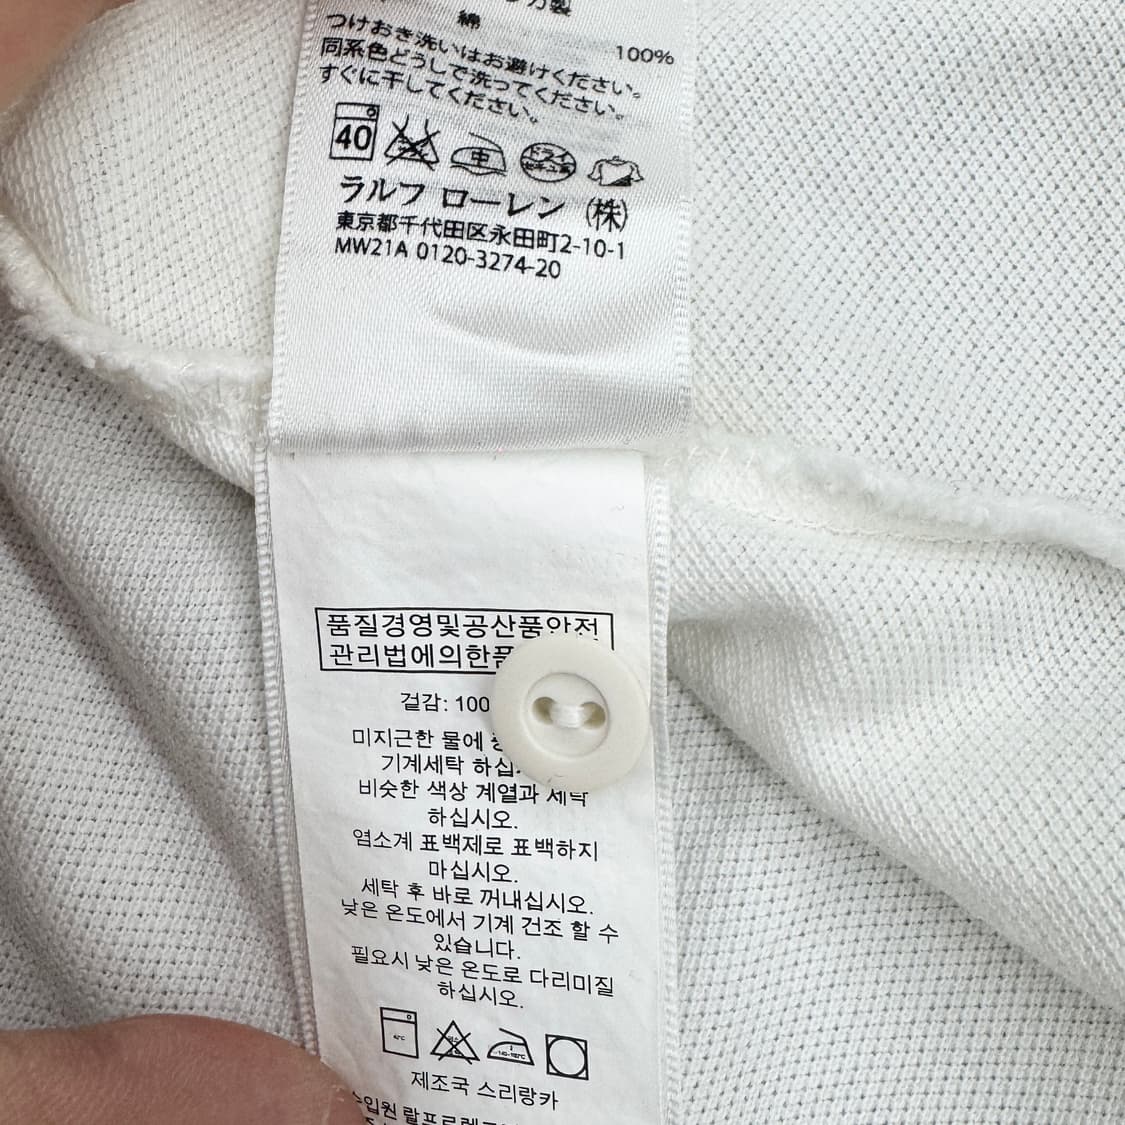 綿 100%
つけおき洗いはお避けください。
同系色どうしで洗ってください。
すぐに干してください。
40 中 ドライ
ラルフ ローレン (株)
東京都千代田区永田町2-10-1
MW21A 0120-3274-20
품질경영및공산품안전
관리법에의한품
겉감: 100
미지근한 물에
기계세탁 하십
비슷한 색상 계열과 세탁
하십시오.
염소계 표백제로 표백하지
마십시오.
세탁 후 바로 꺼내십시오.
낮은 온도에서 기계 건조 할 수
있습니다.
필요시 낮은 온도로 다리미질
하십시오.
제조국 스리랑카